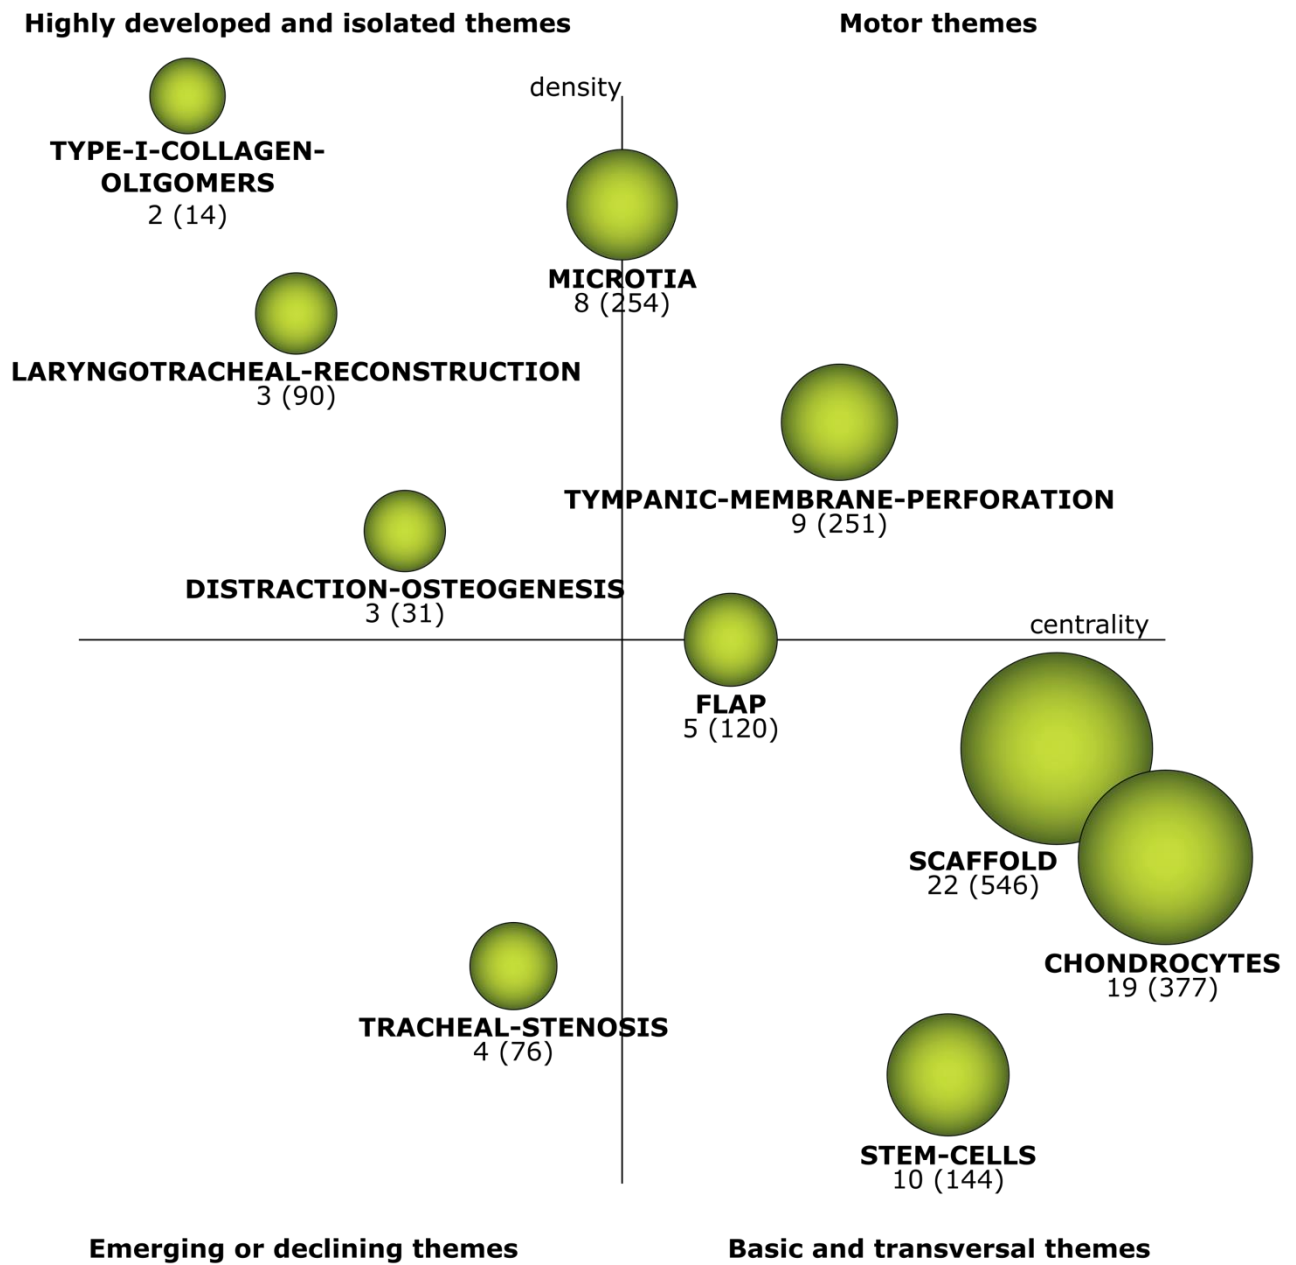 Highly developed and isolated themes
Motor themes
density
TYPE-I-COLLAGEN-
OLIGOMERS
2 (14)
MICROTIA
8 (254)
LARYNGOTRACHEAL-RECONSTRUCTION
3 (90)
TYMPANIC-MEMBRANE-PERFORATION
9 (251)
DISTRACTION-OSTEOGENESIS
3 (31)
centrality
FLAP
5 (120)
SCAFFOLD
22 (546)
CHONDROCYTES
19 (377)
TRACHEAL-STENOSIS
4 (76)
STEM-CELLS
10 (144)
Emerging or declining themes
Basic and transversal themes